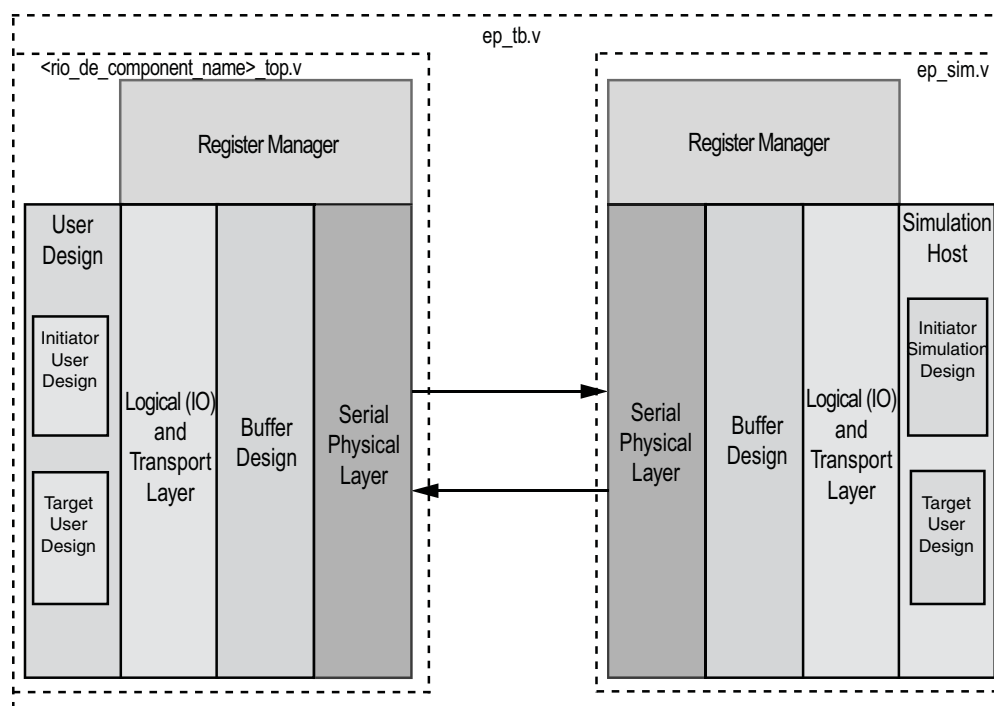 ep_tb.v
<rio_de_component_name>_top.v
ep_sim.v
Register Manager
Register Manager
User
Design
Initiator
User
Design
Target
User
Design
Logical (IO)
and
Transport
Layer
Buffer
Design
Serial
Physical
Layer
Serial
Physical
Layer
Buffer
Design
Logical (IO)
and
Transport
Layer
Simulation
Host
Initiator
Simulation
Design
Target
User
Design